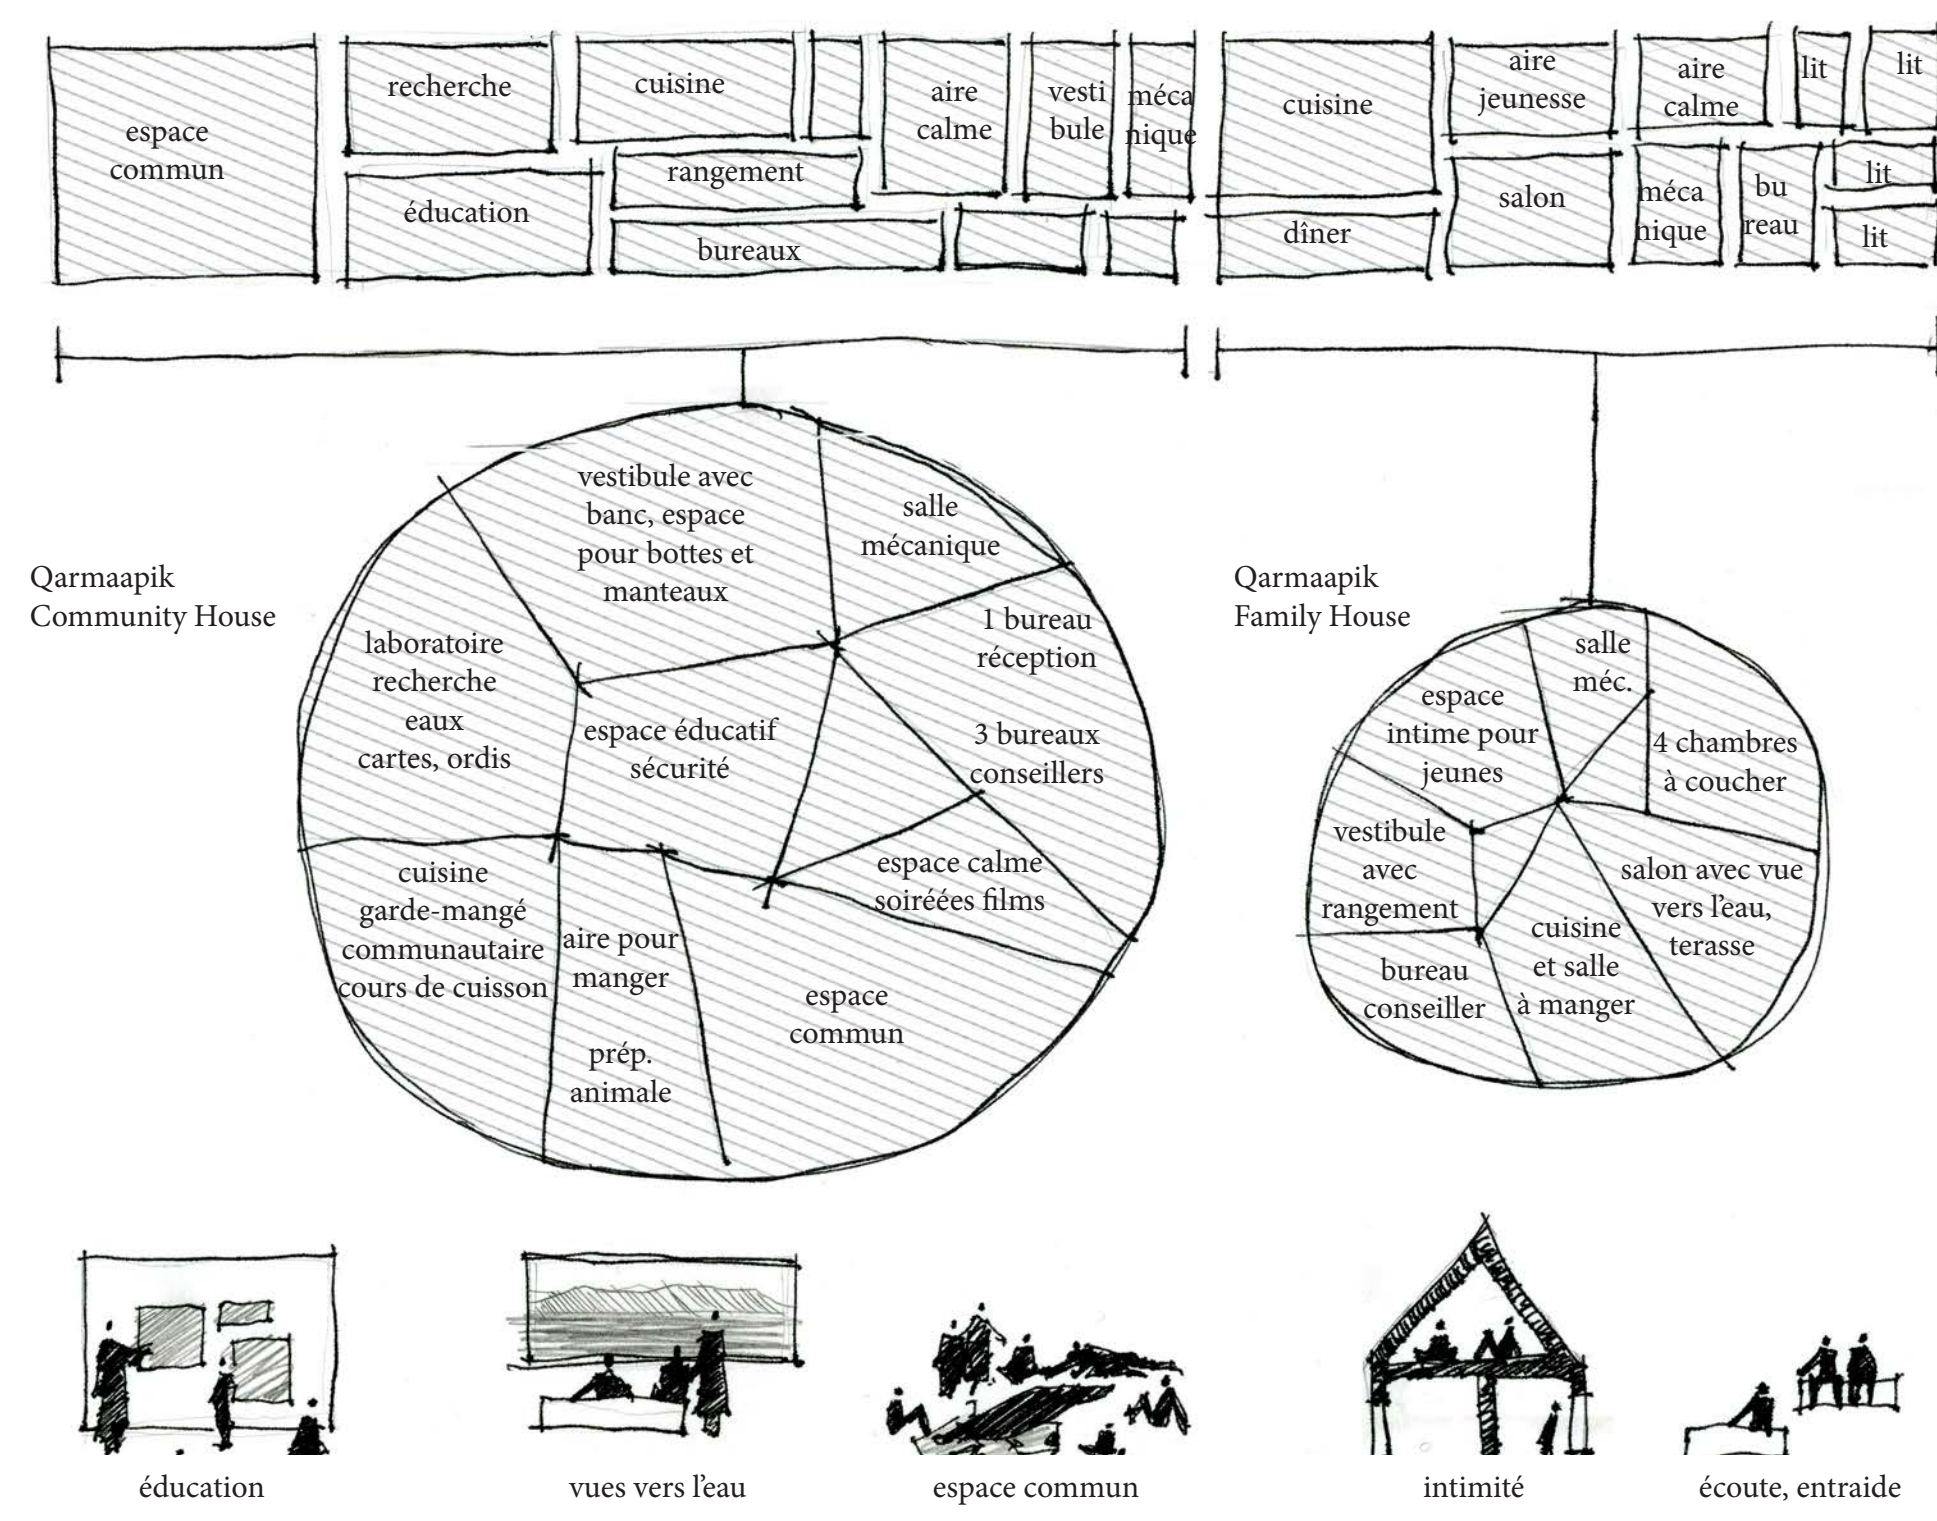 espace
commun
recherche
éducation
cuisine
rangement
bureaux
aire
calme
vesti
bule
méca
nique
cuisine
dîner
aire
jeunesse
salon
aire
calme
méca
nique
bu
reau
lit
lit
lit
lit
Qarmaapik
Community House
vestibule avec
banc, espace
pour bottes et
manteaux
salle
mécanique
laboratoire
recherche
eaux
cartes, ordis
espace éducatif
sécurité
1 bureau
réception
3 bureaux
conseillers
espace calme
soiréées films
cuisine
garde-mangé
communautaire
cours de cuisson
aire pour
manger
prép.
animale
espace
commun
Qarmaapik
Family House
salle
méc.
espace
intime pour
jeunes
4 chambres
à coucher
vestibule
avec
rangement
salon avec vue
vers l'eau,
terasse
cuisine
et salle
à manger
bureau
conseiller
éducation
vues vers l'eau
espace commun
intimité
écoute, entraide